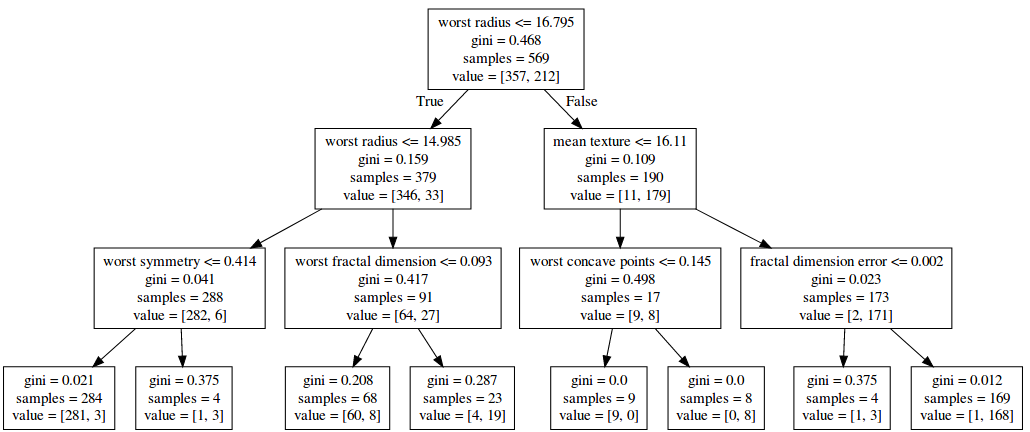 worst radius <= 16.795
gini = 0.468
samples = 569
value = [357, 212]
True
False
worst radius <= 14.985
gini = 0.159
samples = 379
value = [346, 33]
mean texture <= 16.11
gini = 0.109
samples = 190
value = [11, 179]
worst symmetry <= 0.414
gini = 0.041
samples = 288
value = [282, 6]
worst fractal dimension <= 0.093
gini = 0.417
samples = 91
value = [64, 27]
worst concave points <= 0.145
gini = 0.498
samples = 17
value = [9, 8]
fractal dimension error <= 0.002
gini = 0.023
samples = 173
value = [2, 171]
gini = 0.021
samples = 284
value = [281, 3]
gini = 0.375
samples = 4
value = [1, 3]
gini = 0.208
samples = 68
value = [60, 8]
gini = 0.287
samples = 23
value = [4, 19]
gini = 0.0
samples = 9
value = [9, 0]
gini = 0.0
samples = 8
value = [0, 8]
gini = 0.375
samples = 4
value = [1, 3]
gini = 0.012
samples = 169
value = [1, 168]